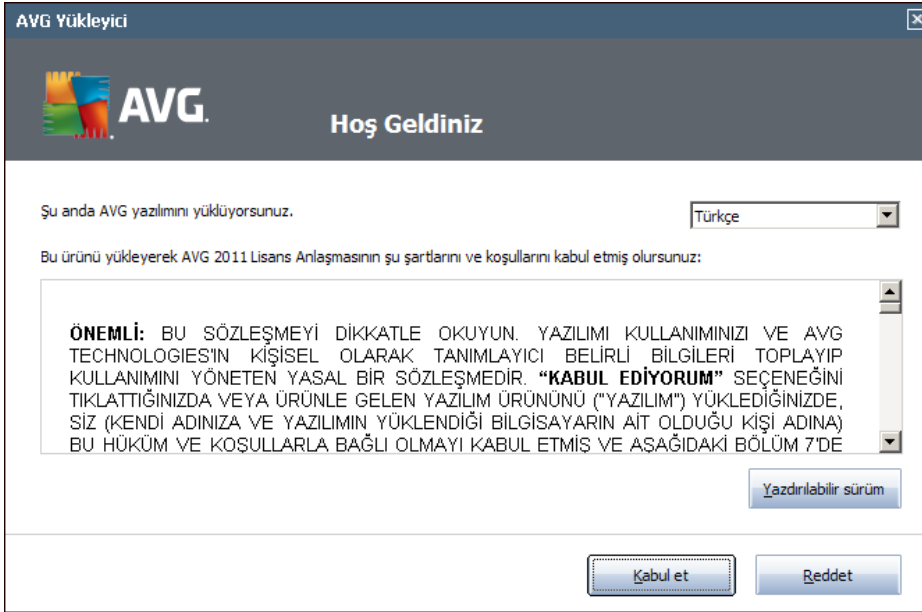 AVG Yükleyici
AVG.
Hoş Geldiniz
Şu anda AVG yazılımını yüklüyorsunuz.
Türkçe
Bu ürünü yükleyerek AVG 2011 Lisans Anlaşmasının şu şartlarını ve koşullarını kabul etmiş olursunuz:
ÖNEMLİ: BU SÖZLEŞMEYİ DİKKATLE OKUYUN. YAZILIMI KULLANIMINIZI VE AVG
TECHNOLOGIES'IN KİŞİSEL OLARAK TANIMLAYICI BELİRLİ BİLGİLERİ TOPLAYIP
KULLANIMINI YÖNETEN YASAL BİR SÖZLEŞMEDİR. “KABUL EDİYORUM” SEÇENEĞİNİ
TIKLATTIĞINIZDA VEYA ÜRÜNLE GELEN YAZILIM ÜRÜNÜNÜ ("YAZILIM") YÜKLEDİĞİNİZDE,
SİZ (KENDİ ADINIZA VE YAZILIMIN YÜKLENDİĞİ BİLGİSAYARIN AİT OLDUĞU KİŞİ ADINA)
BU HÜKÜM VE KOŞULLARLA BAĞLI OLMAYI KABUL ETMİŞ VE AŞAĞIDAKİ BÖLÜM 7'DE
Yazdırılabilir sürüm
Kabul et
Reddet